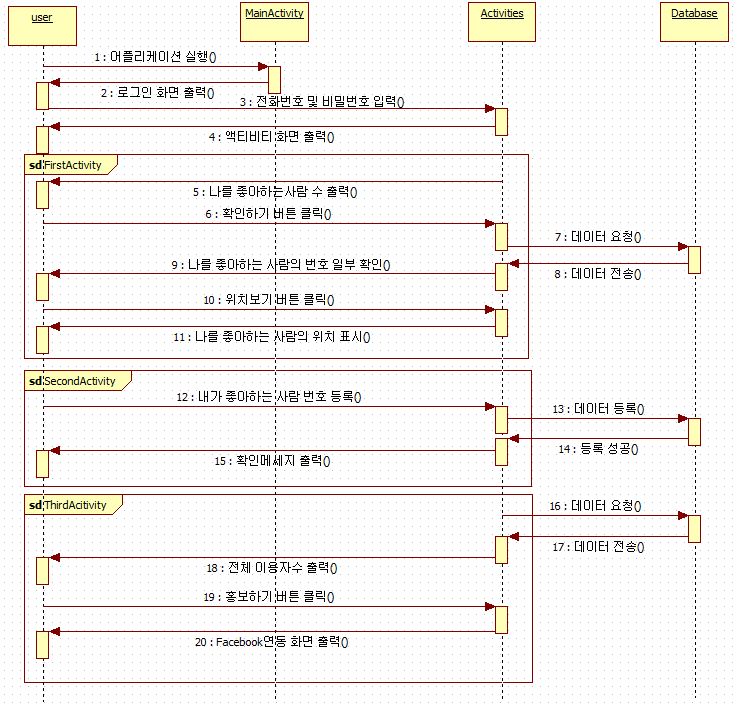 user
MainActivity
Activities
Database
1 : 어플리케이션 실행()
2 : 로그인 화면 출력()
3 : 전화번호 및 비밀번호 입력()
4 : 액티비티 화면 출력()
sd FirstActivity
5 : 나를 좋아하는사람 수 출력()
6 : 확인하기 버튼 클릭()
7 : 데이터 요청()
9 : 나를 좋아하는 사람의 번호 일부 확인()
8 : 데이터 전송()
10 : 위치보기 버튼 클릭()
11 : 나를 좋아하는 사람의 위치 표시()
sd SecondActivity
12 : 내가 좋아하는 사람 번호 등록()
13 : 데이터 등록()
14 : 등록 성공()
15 : 확인메세지 출력()
sd ThirdAcitivity
16 : 데이터 요청()
17 : 데이터 전송()
18 : 전체 이용자수 출력()
19 : 홍보하기 버튼 클릭()
20 : Facebook연동 화면 출력()